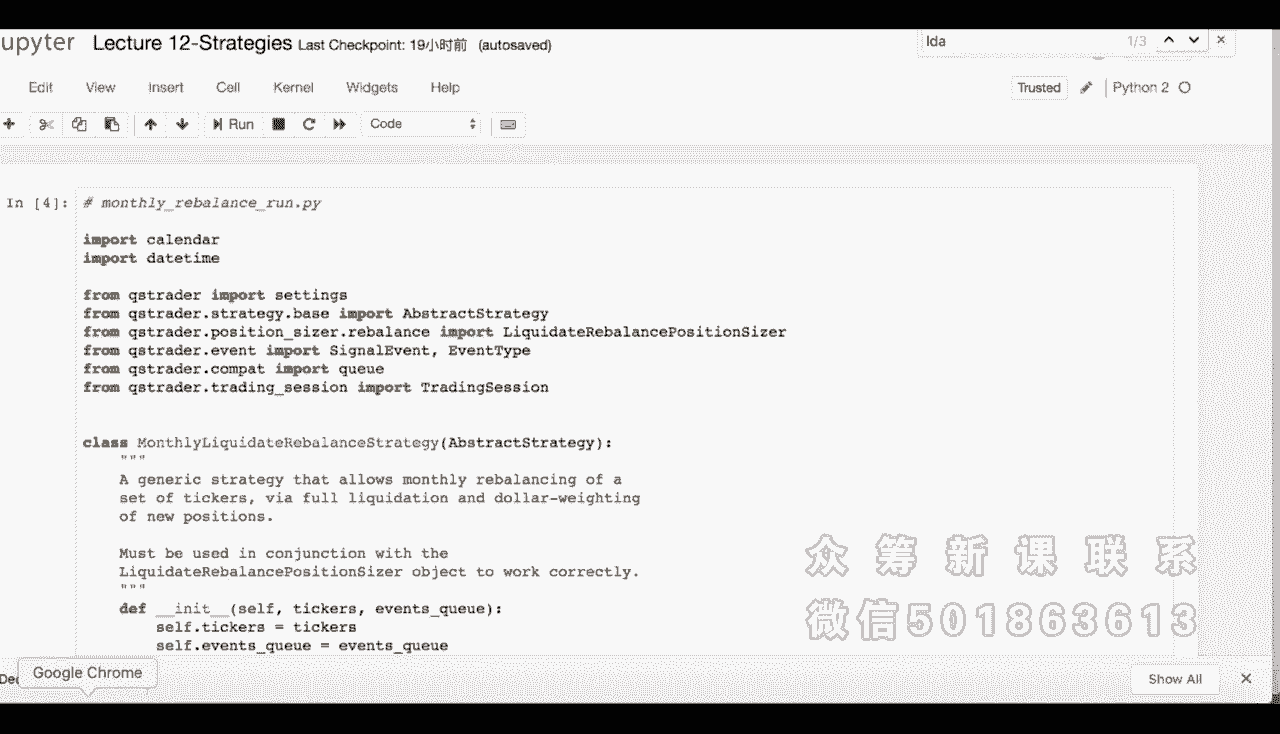 upyter Lecture 12-Strategies Last Checkpoint: 19小时前 (autosaved)
lda 1/3
Edit View Insert Cell Kernel Widgets Help
Trusted Python 2
Run Code
In [4]: # monthly_rebalance_run.py
import calendar
import datetime
from qstrader import settings
from qstrader.strategy.base import AbstractStrategy
from qstrader.position_sizer.rebalance import LiquidateRebalancePositionSizer
from qstrader.event import SignalEvent, EventType
from qstrader.compat import queue
from qstrader.trading_session import TradingSession
class MonthlyLiquidateRebalanceStrategy(AbstractStrategy):
"""
A generic strategy that allows monthly rebalancing of a
set of tickers, via full liquidation and dollar-weighting
of new positions.
Must be used in conjunction with the
LiquidateRebalancePositinSizer object to work correctly.
"""
def __init__(self, tickers, events_queue):
self.tickers = tickers
self.events_queue = events_queue
众筹新课联系
微信501863613
Dec
Google Chrome
Show All